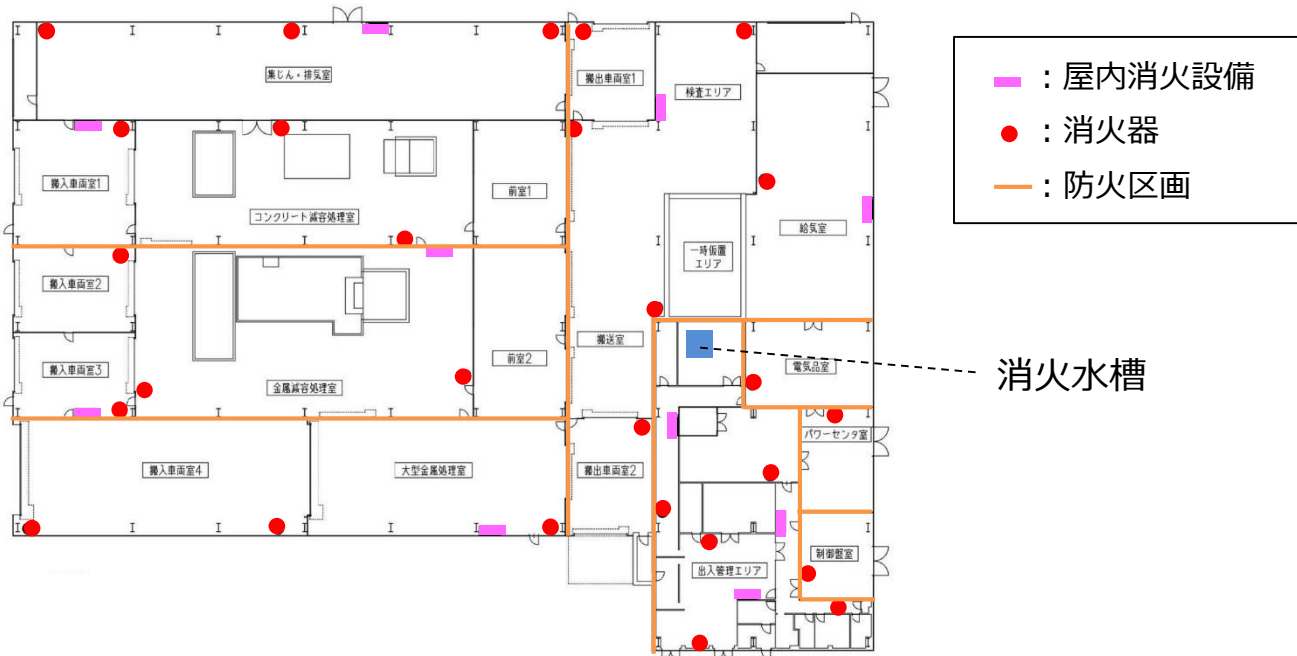 集じん・排気室
搬出車両室1
検査エリア
搬入車両室1
コンクリート減容処理室
前室1
一時仮置
エリア
給気室
搬入車両室2
搬入車両室3
金属減容処理室
前室2
搬送室
電気品室
パワーセンタ室
搬入車両室4
大型金属処理室
搬出車両室2
出入管理エリア
制御盤室
：屋内消火設備
：消火器
：防火区画
消火水槽